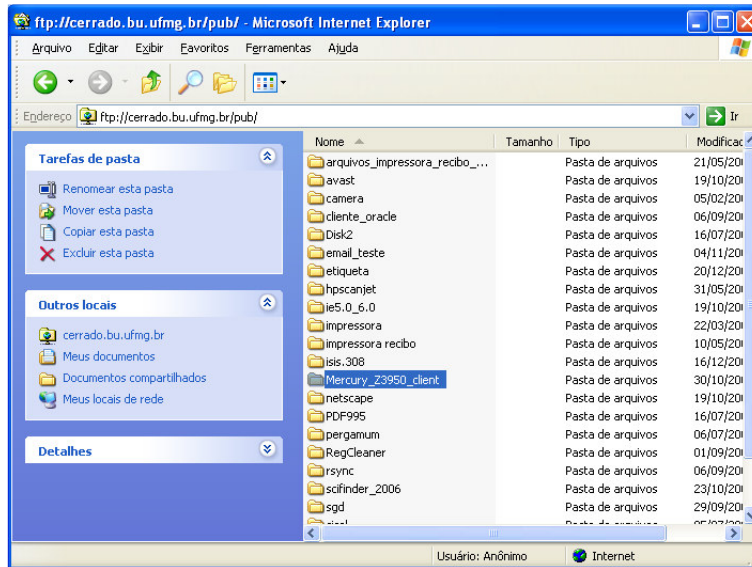 ftp://cerrado.bu.ufmg.br/pub/ - Microsoft Internet Explorer
Arquivo Editar Exibir Favoritos Ferramentas Ajuda
Endereço ftp://cerrado.bu.ufmg.br/pub/ Ir
Tarefas de pasta
Renomear esta pasta
Mover esta pasta
Copiar esta pasta
Excluir esta pasta
Outros locais
cerrado.bu.ufmg.br
Meus documentos
Documentos compartilhados
Meus locais de rede
Detalhes
Nome Tamanho Tipo Modificac
arquivos_impressora_recibo_... Pasta de arquivos 21/05/20
avast Pasta de arquivos 19/10/20
camera Pasta de arquivos 05/02/20
cliente_oracle Pasta de arquivos 06/09/20
Disk2 Pasta de arquivos 16/07/20
email_teste Pasta de arquivos 04/11/20
etiqueta Pasta de arquivos 20/12/20
hpscanjet Pasta de arquivos 31/05/20
ie5.0_6.0 Pasta de arquivos 19/10/20
impressora Pasta de arquivos 22/03/20
impressora recibo Pasta de arquivos 10/05/20
isis.308 Pasta de arquivos 16/12/20
Mercury_Z3950_client Pasta de arquivos 30/10/20
netscape Pasta de arquivos 19/10/20
PDF995 Pasta de arquivos 16/07/20
pergamum Pasta de arquivos 06/07/20
RegCleaner Pasta de arquivos 01/09/20
rsync Pasta de arquivos 06/09/20
scifinder_2006 Pasta de arquivos 23/10/20
sgd Pasta de arquivos 29/09/20
Usuário: Anônimo Internet